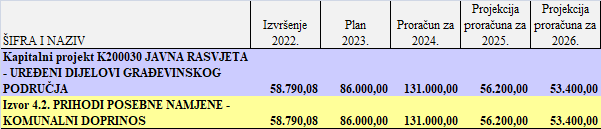 ŠIFRA I NAZIV Izvršenje 2022. Plan 2023. Proračun za 2024. Projekcija proračuna za 2025. Projekcija proračuna za 2026.
Kapitalni projekt K200030 JAVNA RASVJETA
- UREĐENI DIJELOVI GRAĐEVINSKOG
PODRUČJA 58.790,08 86.000,00 131.000,00 56.200,00 53.400,00
Izvor 4.2. PRIHODI POSEBNE NAMJENE -
KOMUNALNI DOPRINOS 58.790,08 86.000,00 131.000,00 56.200,00 53.400,00